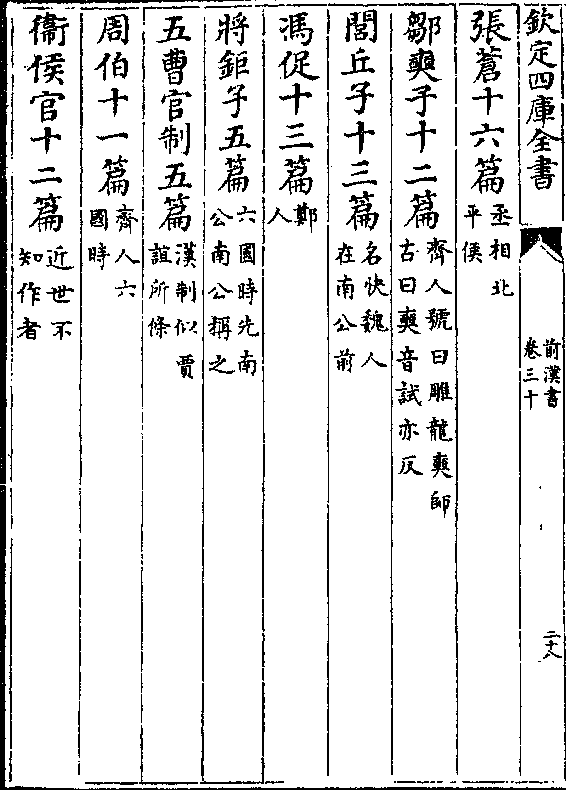 欽定四庫全書
前漢書
卷三十
二十八
張蒼十六篇丞相北平侯
鄒奭子十二篇齊人號曰雕龍奭師古曰奭音試亦反
閭丘子十三篇名快魏人在南公前
馮促十三篇鄭人
將鉅子五篇六國時先南公南公稱之
五曹官制五篇漢制似賈誼所條
周伯十一篇齊人六國時
衞侯官十二篇近世不知作者